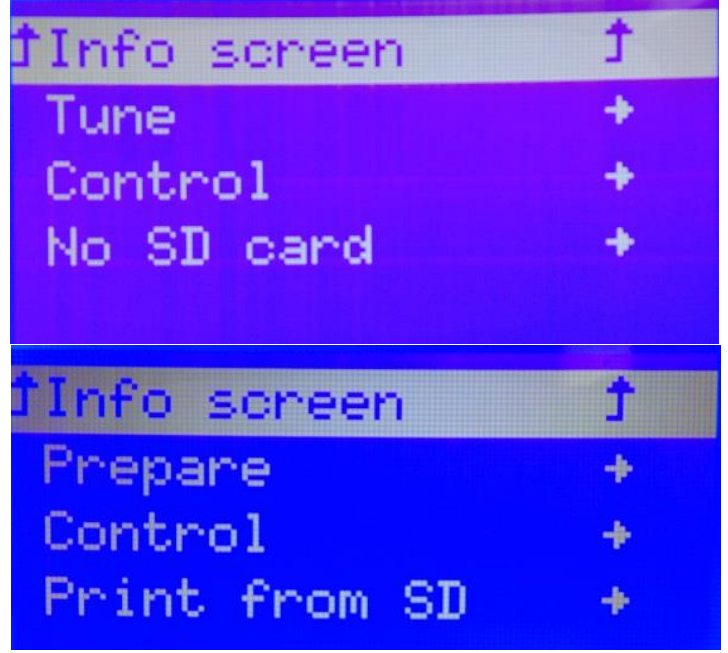 Info screen
Tune
Control
No SD card
Info screen
Prepare
Control
Print from SD